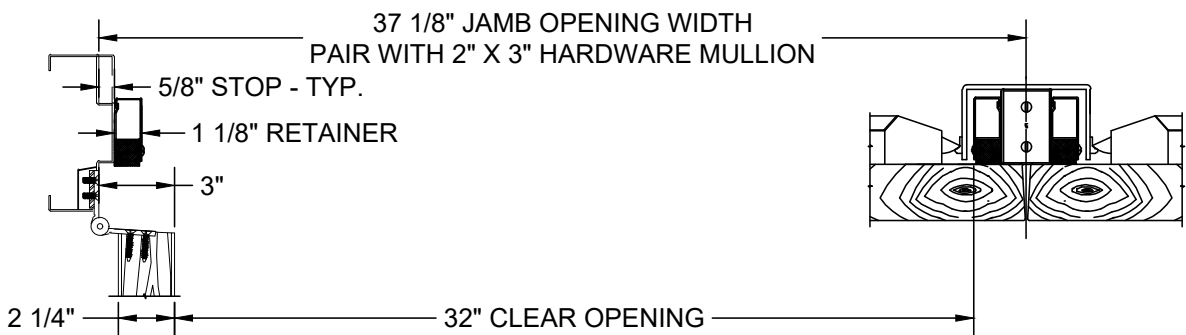 37 1/8" JAMB OPENING WIDTH
PAIR WITH 2" X 3" HARDWARE MULLION
5/8" STOP - TYP.
1 1/8" RETAINER
3"
2 1/4"
32" CLEAR OPENING